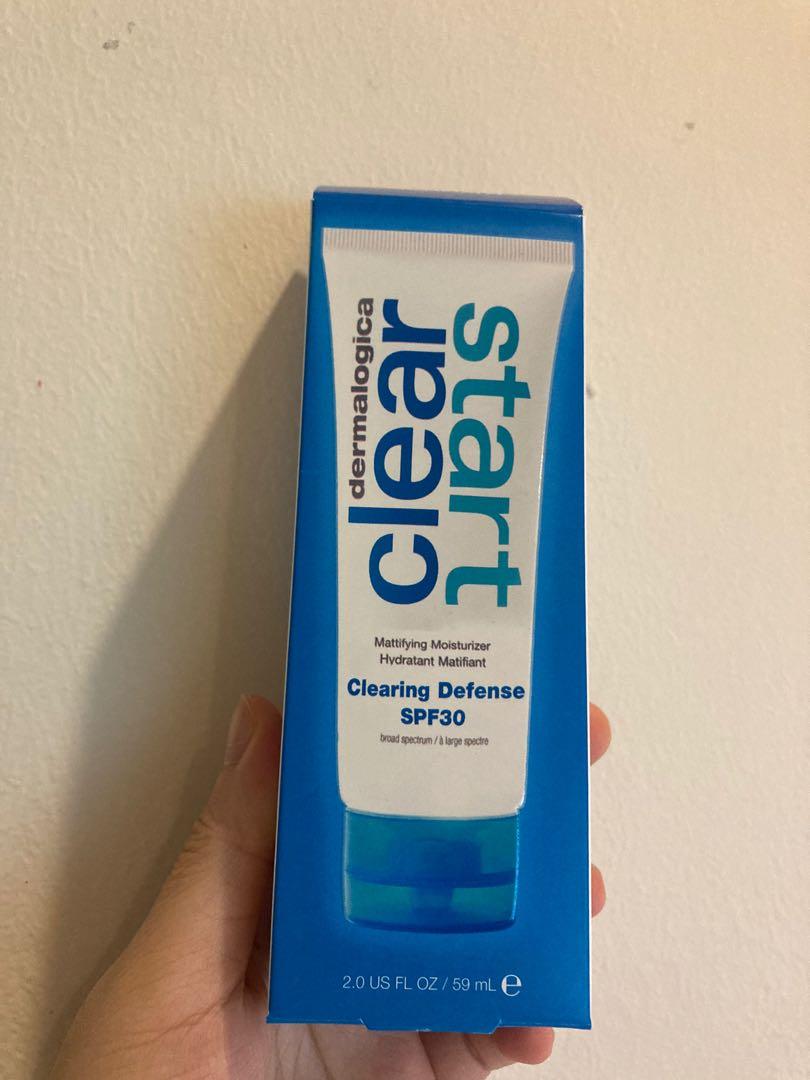 dermalogica
clear
start
Mattifying Moisturizer
Hydratant Matifiant
Clearing Defense
SPF30
broad spectrum / à large spectre
2.0 US FL OZ / 59 mL ℮